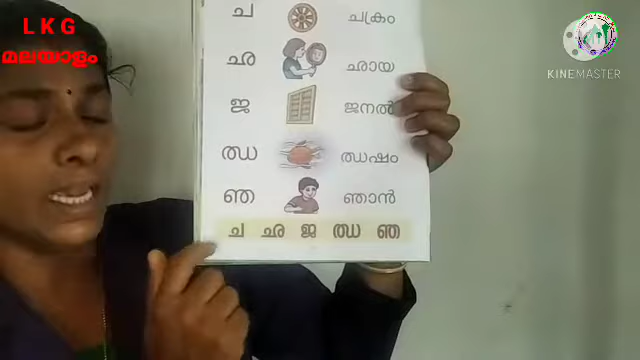 L K G
മലയാളം
KINEMASTER
ച ചക്രം
ഛ ഛായ
ജ ജനൽ
ഝ ഝഷം
ഞ ഞാൻ
ച ഛ ജ ഝ ഞ